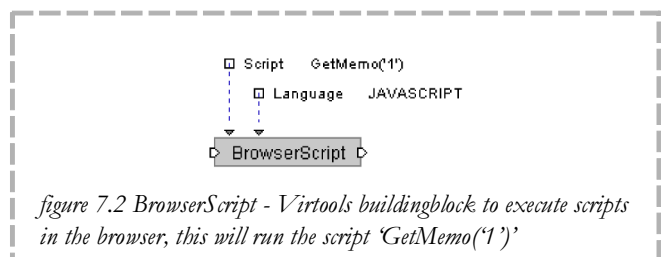 Script GetMemo('1')
Language JAVASCRIPT
BrowserScript
figure 7.2 BrowserScript - Virtools buildingblock to execute scripts
in the browser, this will run the script ‘GetMemo(‘1’)’